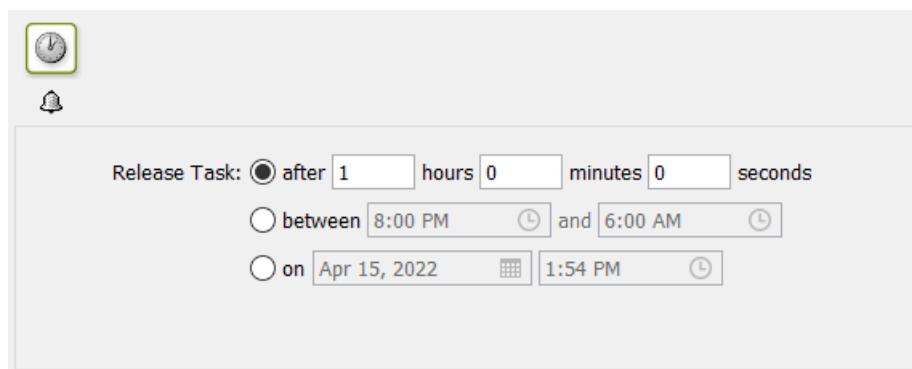 Release Task: after 1 hours 0 minutes 0 seconds
between 8:00 PM and 6:00 AM
on Apr 15, 2022 1:54 PM